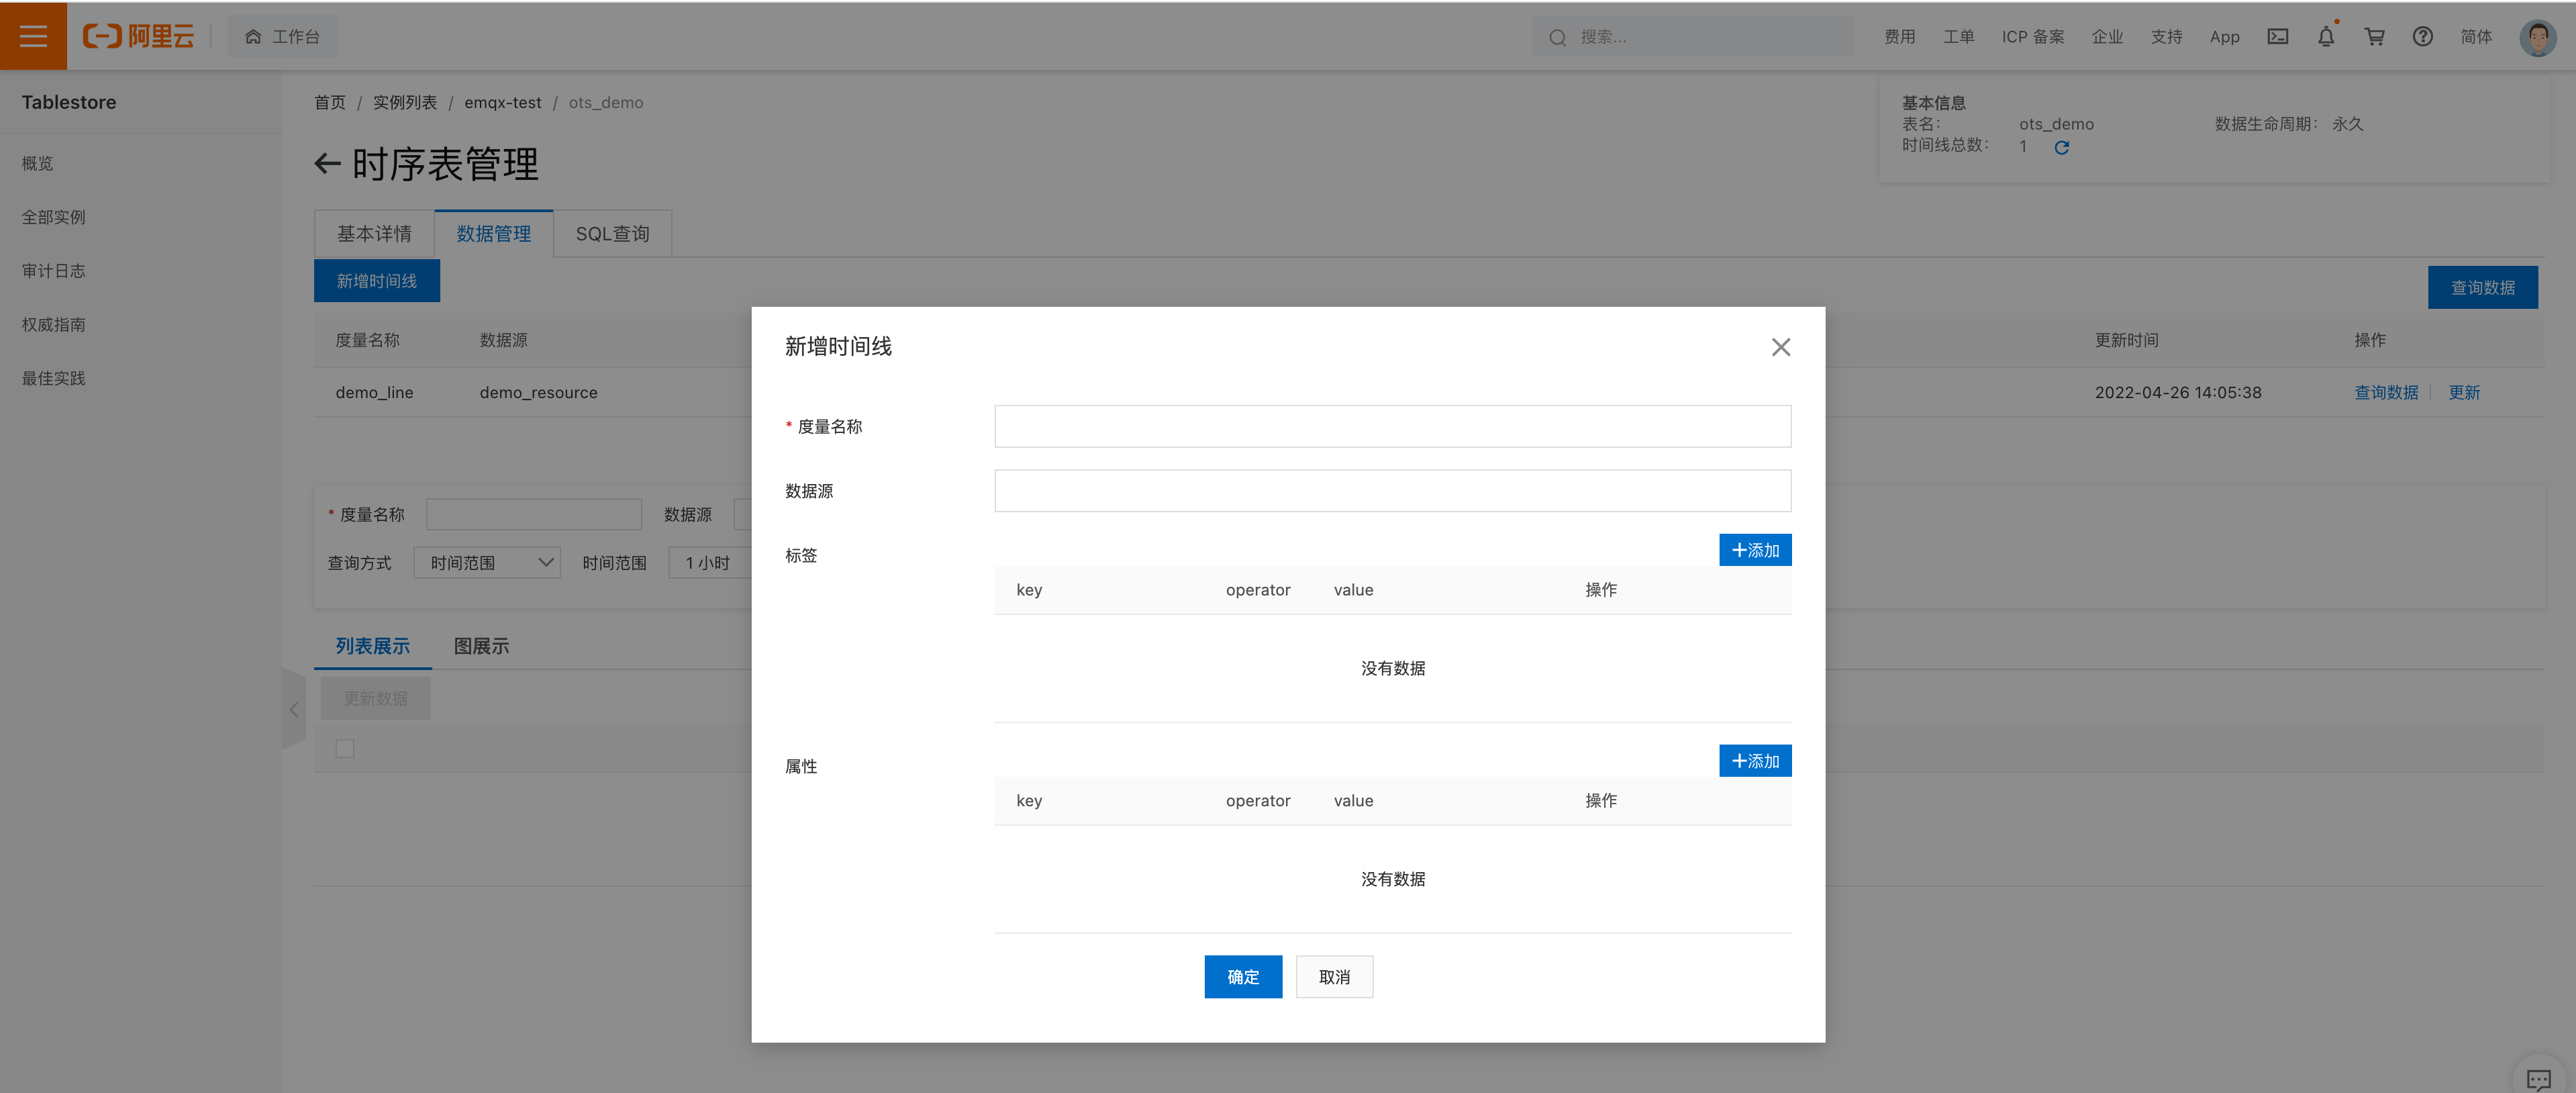 阿里云 工作台 搜索... 费用 工单 ICP 备案 企业 支持 App 简体
Tablestore
概览
全部实例
审计日志
权威指南
最佳实践
首页 / 实例列表 / emqx-test / ots_demo
时序表管理
基本信息
表名: ots_demo 数据生命周期: 永久
时间线总数: 1
基本详情 数据管理 SQL查询
新增时间线 查询数据
度量名称 数据源 更新时间 操作
demo_line demo_resource 2022-04-26 14:05:38 查询数据 更新
* 度量名称 数据源
查询方式 时间范围 时间范围 1 小时
列表展示 图展示
更新数据
新增时间线
* 度量名称
数据源
标签 添加
key operator value 操作
没有数据
属性 添加
key operator value 操作
没有数据
确定 取消